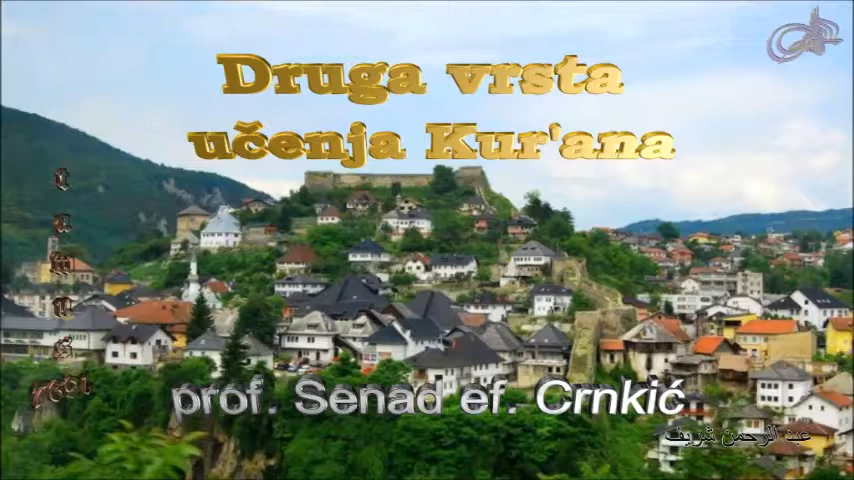 Druga vrsta
učenja Kur'ana
prof. Senad ef. Crnkić
عبد الرحمن شريف